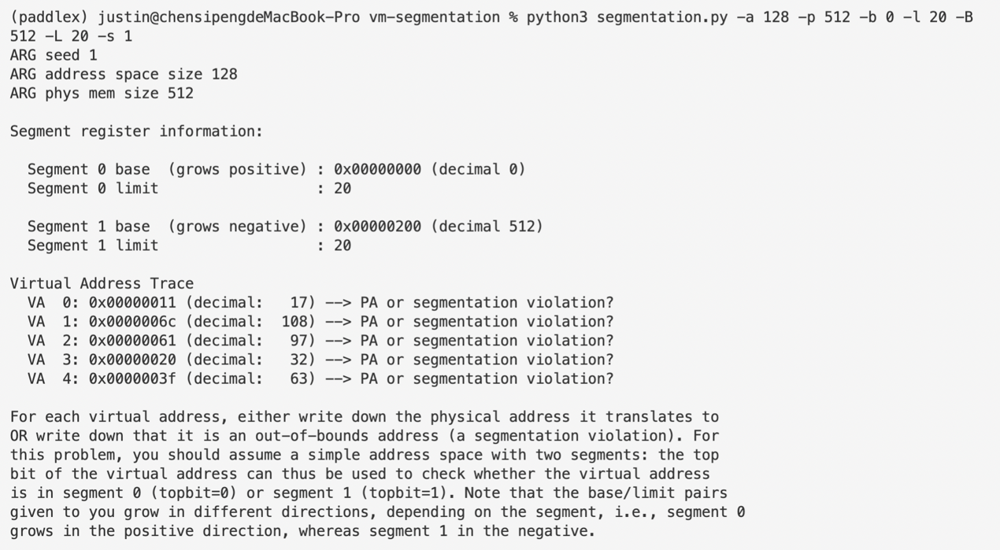 (paddlex) justin@chensipengdeMacBook-Pro vm-segmentation % python3 segmentation.py -a 128 -p 512 -b 0 -l 20 -B
512 -L 20 -s 1
ARG seed 1
ARG address space size 128
ARG phys mem size 512
Segment register information:
Segment 0 base  (grows positive) : 0x00000000 (decimal 0)
Segment 0 limit                  : 20
Segment 1 base  (grows negative) : 0x00000200 (decimal 512)
Segment 1 limit                  : 20
Virtual Address Trace
VA  0: 0x00000011 (decimal:   17) --> PA or segmentation violation?
VA  1: 0x0000006c (decimal:  108) --> PA or segmentation violation?
VA  2: 0x00000061 (decimal:   97) --> PA or segmentation violation?
VA  3: 0x00000020 (decimal:   32) --> PA or segmentation violation?
VA  4: 0x0000003f (decimal:   63) --> PA or segmentation violation?
For each virtual address, either write down the physical address it translates to
OR write down that it is an out-of-bounds address (a segmentation violation). For
this problem, you should assume a simple address space with two segments: the top
bit of the virtual address can thus be used to check whether the virtual address
is in segment 0 (topbit=0) or segment 1 (topbit=1). Note that the base/limit pairs
given to you grow in different directions, depending on the segment, i.e., segment 0
grows in the positive direction, whereas segment 1 in the negative.